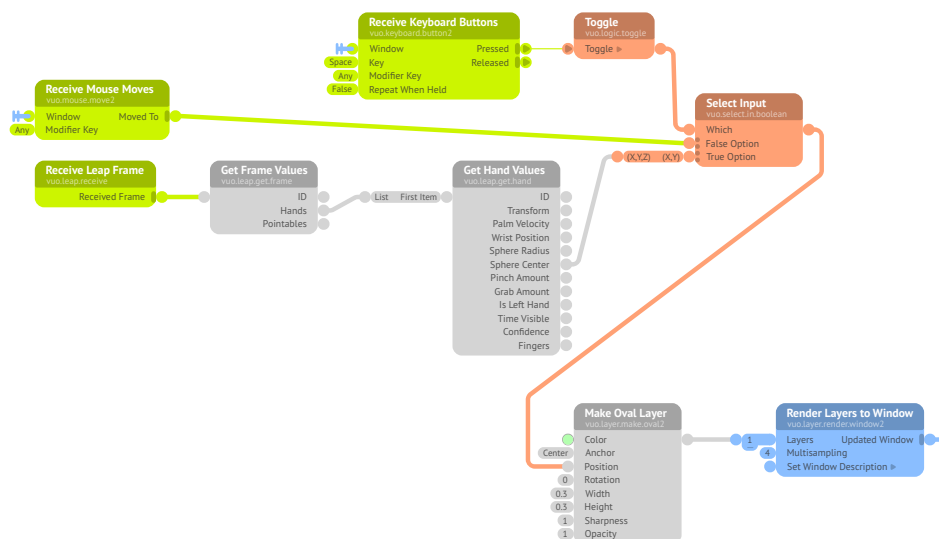 Receive Keyboard Buttons
vuo.keyboard.button2
Window Pressed
Space Key Released
Any Modifier Key
False Repeat When Held
Toggle
vuo.logic.toggle
Toggle
Receive Mouse Moves
vuo.mouse.move2
Window Moved To
Any Modifier Key
Select Input
vuo.select.in.boolean
Which
False Option
True Option
(X,Y,Z) (X,Y)
Receive Leap Frame
vuo.leap.receive
Received Frame
Get Frame Values
vuo.leap.get.frame
ID
Hands
Pointables
List First Item
Get Hand Values
vuo.leap.get.hand
ID
Transform
Palm Velocity
Wrist Position
Sphere Radius
Sphere Center
Pinch Amount
Grab Amount
Is Left Hand
Time Visible
Confidence
Fingers
Make Oval Layer
vuo.layer.make.oval2
Color
Center Anchor
Position
0 Rotation
0.3 Width
0.3 Height
1 Sharpness
1 Opacity
Render Layers to Window
vuo.layer.render.window2
1 Layers Updated Window
4 Multisampling
Set Window Description